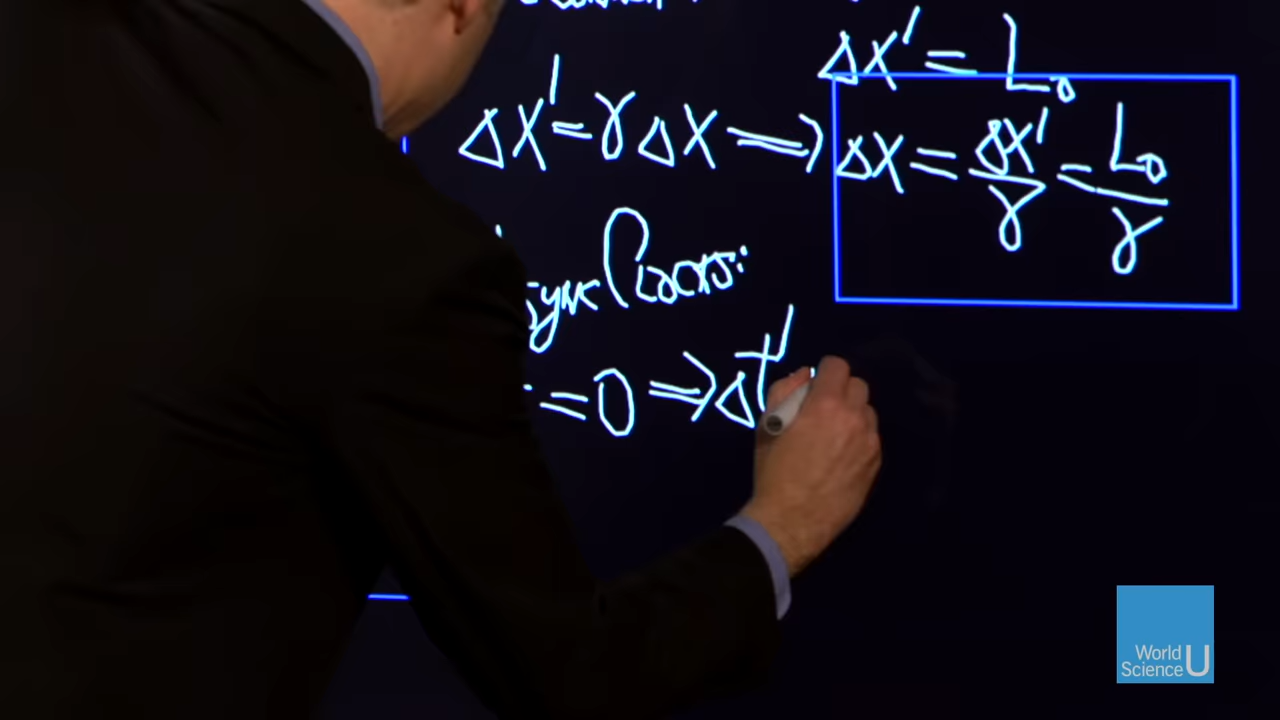 Δx' = L₀
Δx' = γΔx ⟹ Δx = Δx'/γ = L₀/γ
Sync Clocks:
= 0 ⟹ Δt'
World
Science U